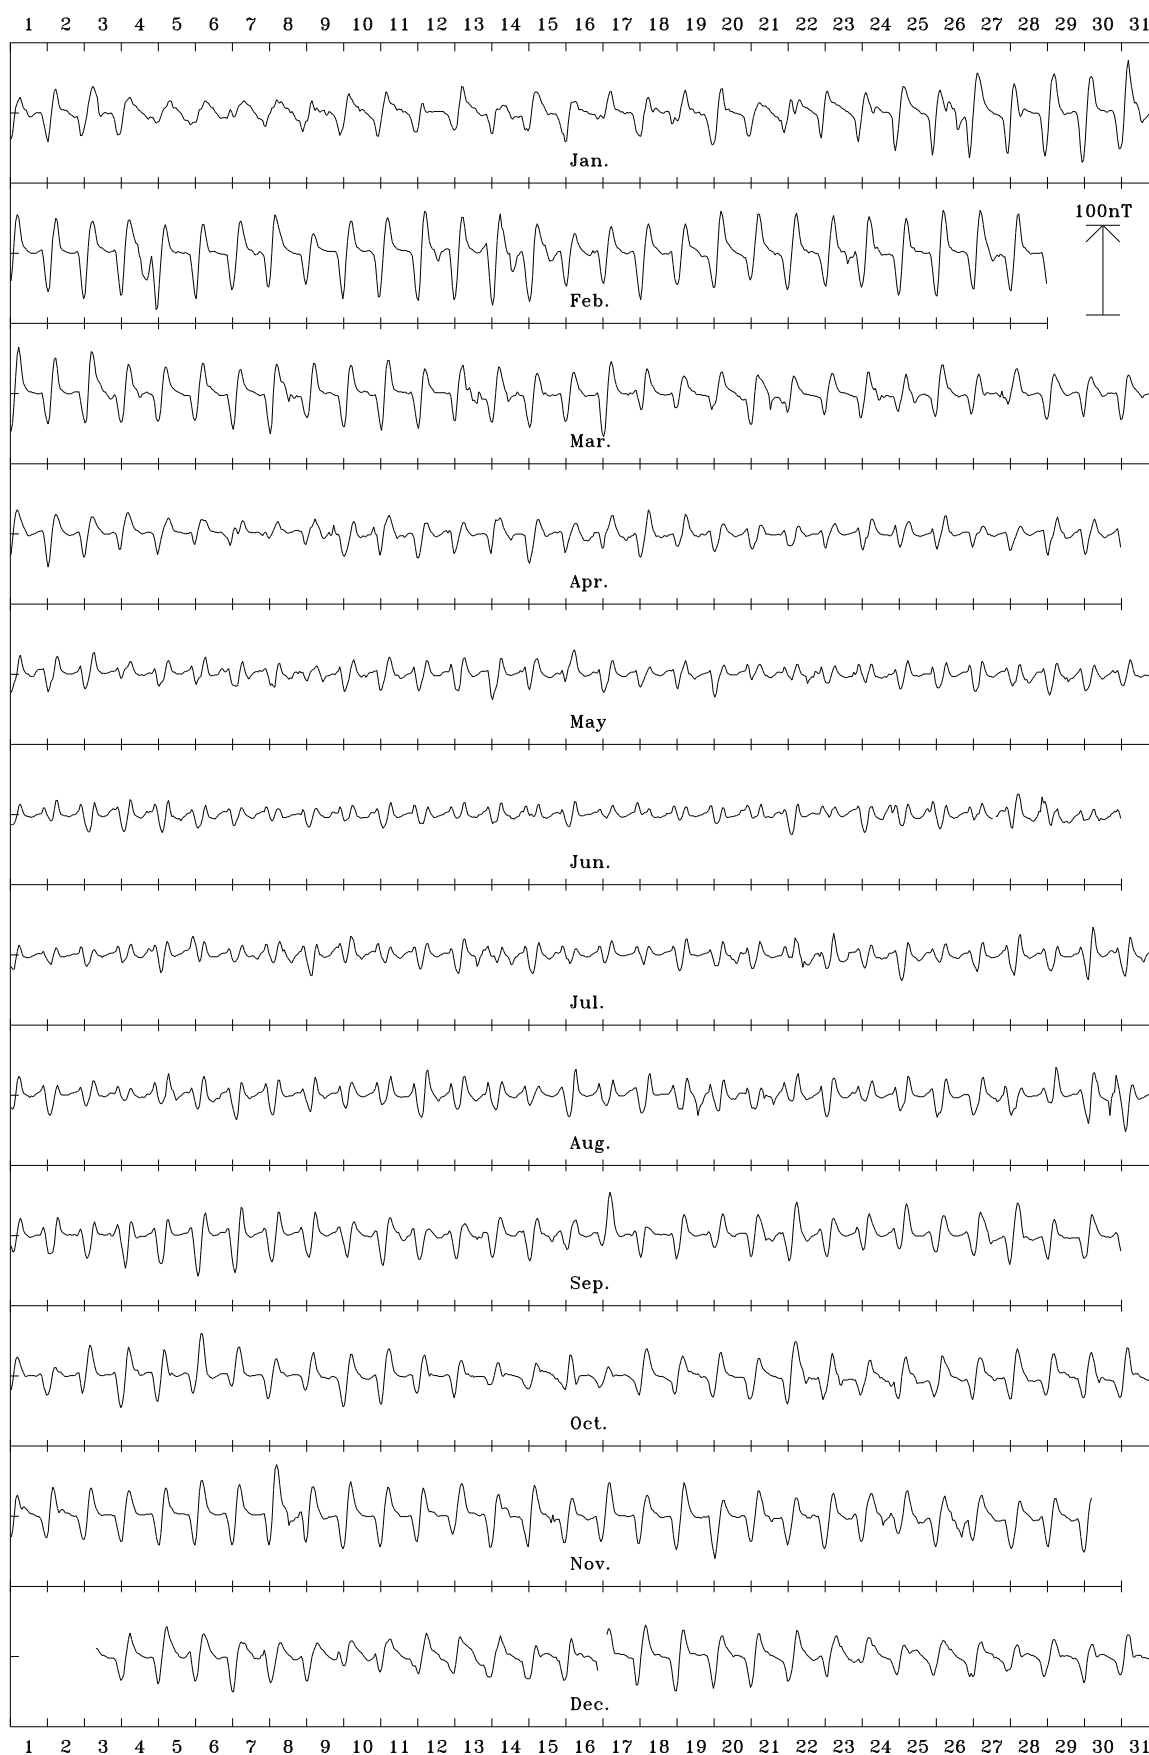 1 2 3 4 5 6 7 8 9 10 11 12 13 14 15 16 17 18 19 20 21 22 23 24 25 26 27 28 29 30 31
Jan.
100nT
Feb.
Mar.
Apr.
May
Jun.
Jul.
Aug.
Sep.
Oct.
Nov.
Dec.
1 2 3 4 5 6 7 8 9 10 11 12 13 14 15 16 17 18 19 20 21 22 23 24 25 26 27 28 29 30 31